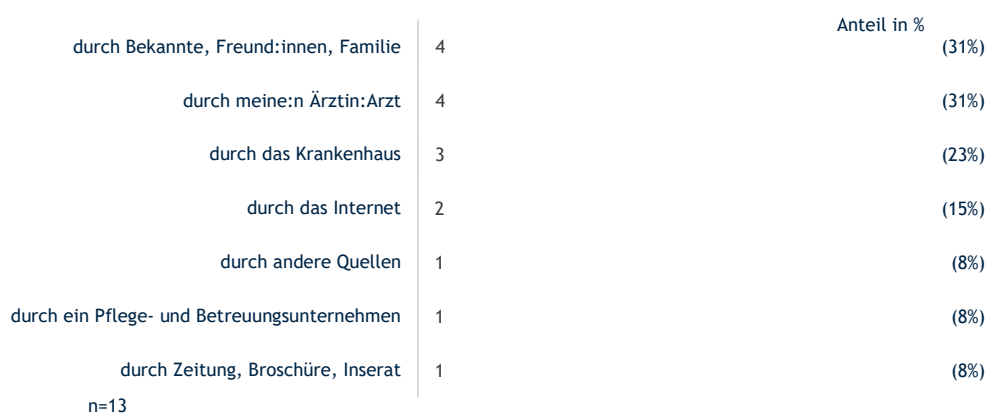 Anteil in %
durch Bekannte, Freund:innen, Familie 4 (31%)
durch meine:n Ärztin:Arzt 4 (31%)
durch das Krankenhaus 3 (23%)
durch das Internet 2 (15%)
durch andere Quellen 1 (8%)
durch ein Pflege- und Betreuungsunternehmen 1 (8%)
durch Zeitung, Broschüre, Inserat 1 (8%)
n=13